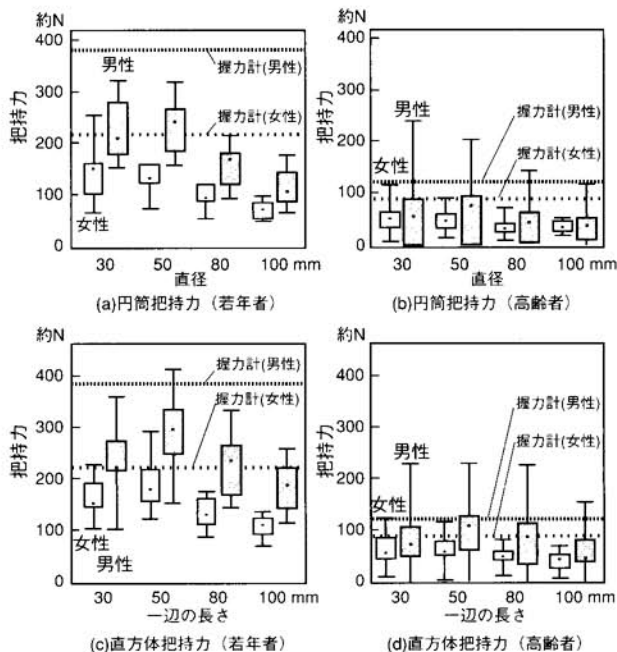 約N
400
300
200
100
0
把持力
男性
女性
握力計(男性)
握力計(女性)
30 50 80 100 mm
直径
(a)円筒把持力（若年者）
約N
400
300
200
100
0
把持力
男性
女性
握力計(男性)
握力計(女性)
30 50 80 100 mm
直径
(b)円筒把持力（高齢者）
約N
400
300
200
100
0
把持力
握力計(男性)
握力計(女性)
女性
男性
30 50 80 100 mm
一辺の長さ
(c)直方体把持力（若年者）
約N
400
300
200
100
0
把持力
握力計(男性)
握力計(女性)
男性
女性
30 50 80 100 mm
一辺の長さ
(d)直方体把持力（高齢者）